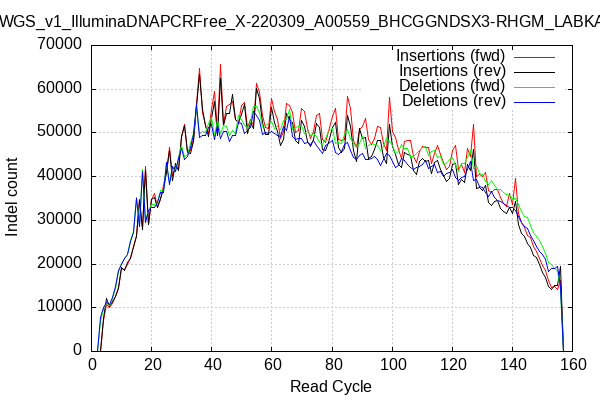 WGS_v1_IlluminaDNAPCRFree_X-220309_A00559_BHCGGNDSX3-RHGM_LABKA
70000
60000
50000
40000
30000
20000
10000
0
Indel count
Insertions (fwd)
Insertions (rev)
Deletions (fwd)
Deletions (rev)
0 20 40 60 80 100 120 140 160
Read Cycle